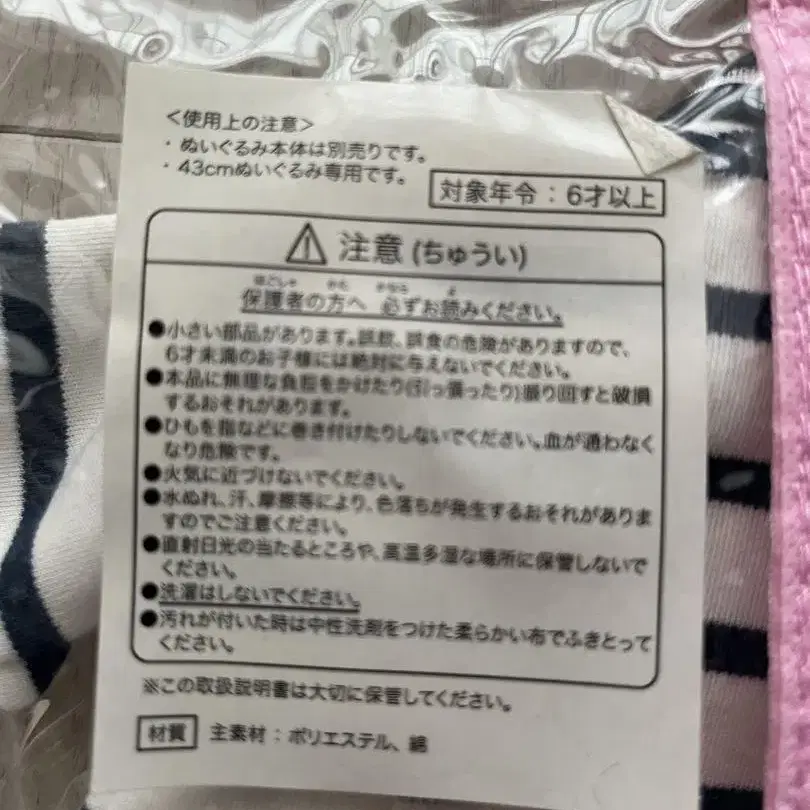 <使用上の注意>
・ぬいぐるみ本体は別売りです。
・43cmぬいぐるみ専用です。
対象年令：6才以上
⚠ 注意 (ちゅうい)
ほごしゃ かた かなら よ
保護者の方へ 必ずお読みください。
●小さい部品があります。誤飲、誤食の危険がありますので、
6才未満のお子様には絶対に与えないでください。
●本品に無理な負担をかけたり(引っ張ったり)振り回すと破損
するおそれがあります。
●ひもを指などに巻き付けたりしないでください。血が通わなく
なり危険です。
●火気に近づけないでください。
●水ぬれ、汗、摩擦等により、色落ちが発生するおそれがありま
すのでご注意ください。
●直射日光の当たるところや、高温多湿な場所に保管しないで
ください。
●洗濯はしないでください。
●汚れが付いた時は中性洗剤をつけた柔らかい布でふきとって
ください。
※この取扱説明書は大切に保管してください。
材質 主素材：ポリエステル、綿